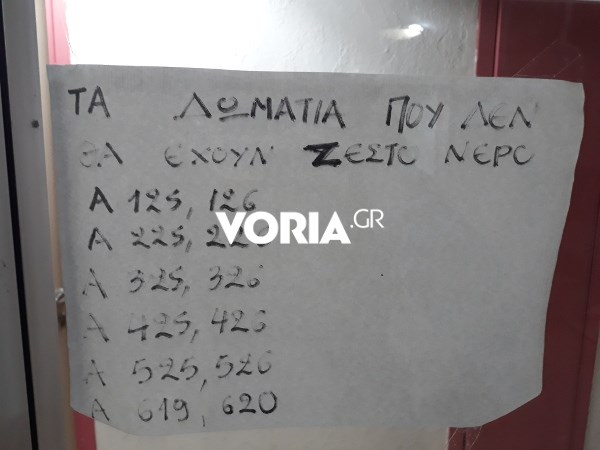 ΤΑ ΔΩΜΑΤΙΑ ΠΟΥ ΔΕΝ
ΘΑ ΕΧΟΥΝ ΖΕΣΤΟ ΝΕΡΟ
Α 125, 126
VORIA.GR
Α 225, 226
Α 325, 326
Α 425, 426
Α 525, 526
Α 619, 620